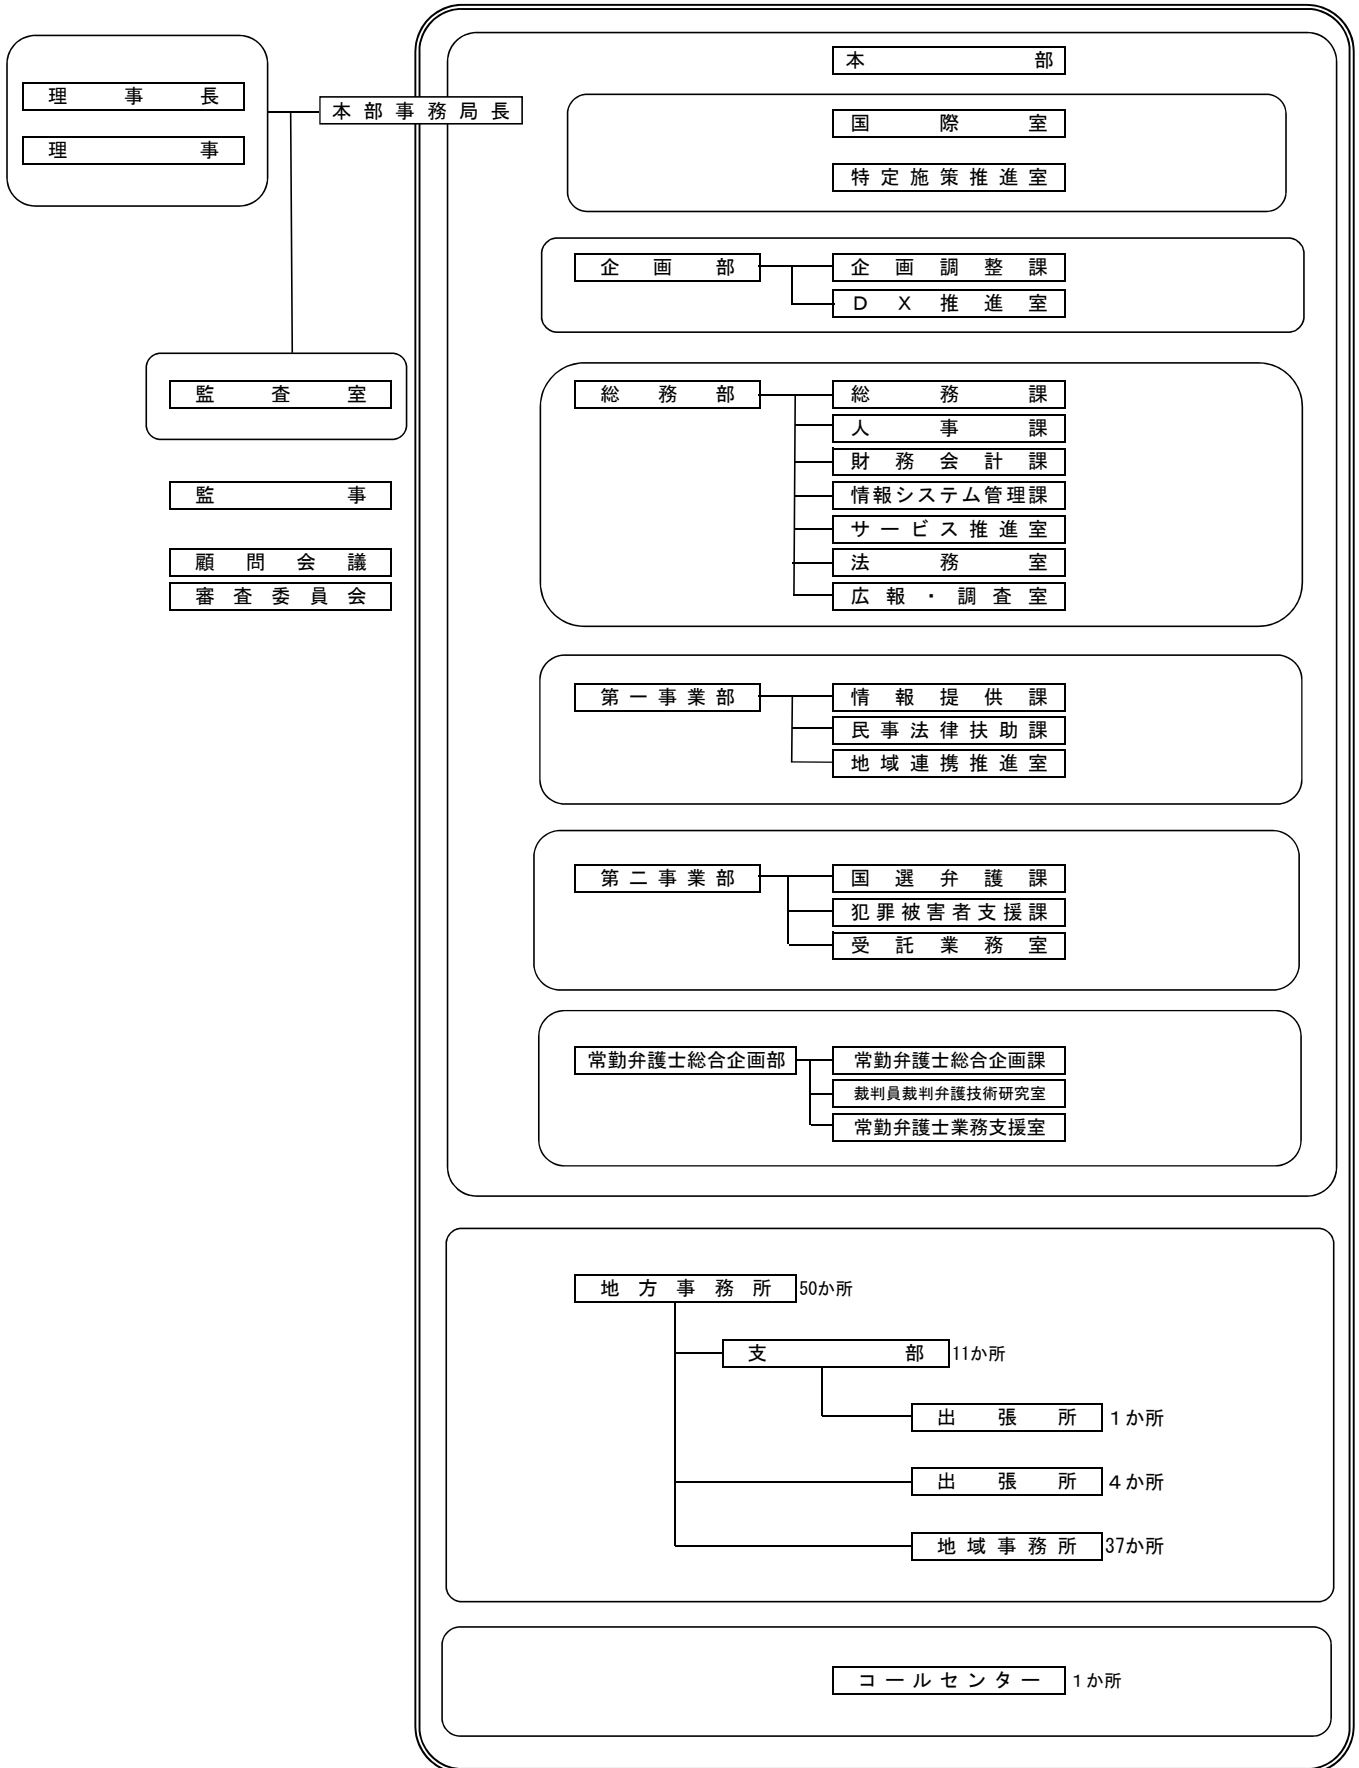 本部
理事長
本部事務局長
理事
国際室
特定施策推進室
企画部
企画調整課
ＤＸ推進室
監査室
総務部
総務課
人事課
財務会計課
情報システム管理課
サービス推進室
法務室
広報・調査室
監事
顧問会議
審査委員会
第一事業部
情報提供課
民事法律扶助課
地域連携推進室
第二事業部
国選弁護課
犯罪被害者支援課
受託業務室
常勤弁護士総合企画部
常勤弁護士総合企画課
裁判員裁判弁護技術研究室
常勤弁護士業務支援室
地方事務所 50か所
支部 11か所
出張所 １か所
出張所 ４か所
地域事務所 37か所
コールセンター １か所